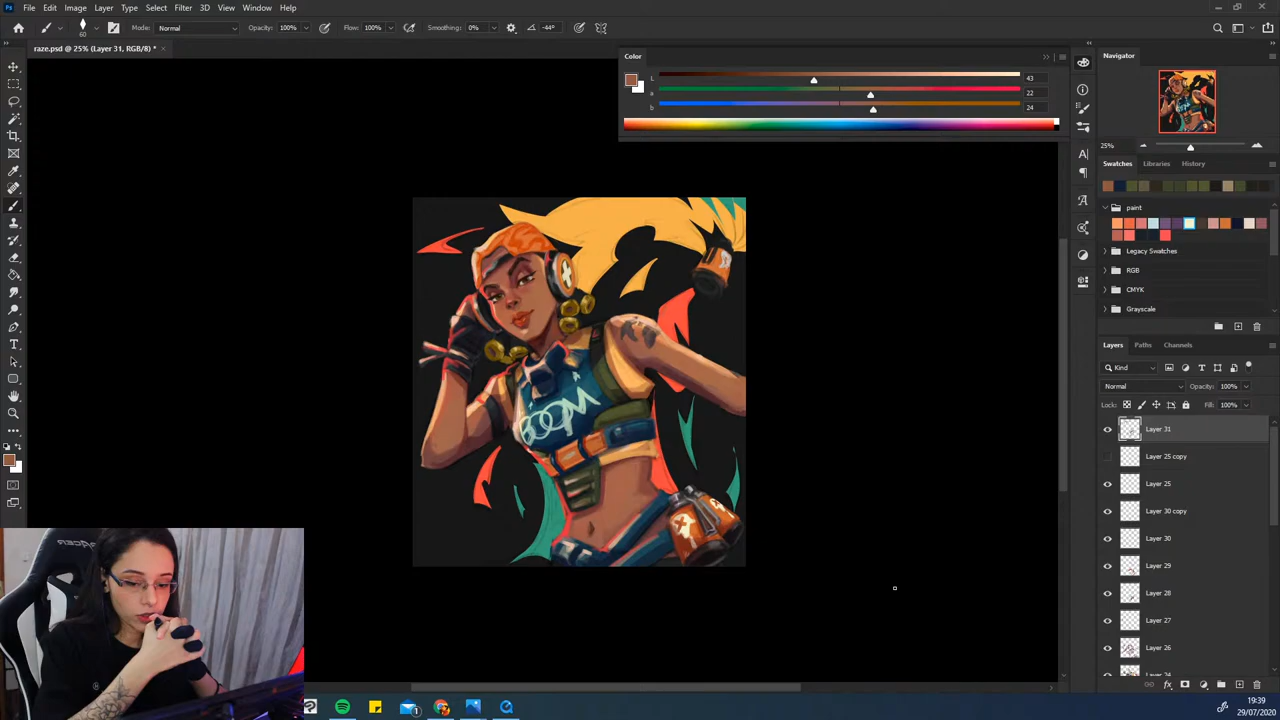 File Edit Image Layer Type Select Filter 3D View Window Help
60 Mode: Normal Opacity: 100% Flow: 100% Smoothing: 0% -44°
raze.psd @ 25% (Layer 31, RGB/8) *
Color
L 43
a 22
b 24
Navigator
25%
Swatches Libraries History
paint
Legacy Swatches
RGB
CMYK
Grayscale
Layers Paths Channels
Kind
Normal Opacity: 100%
Lock: Fill: 100%
Layer 31
Layer 25 copy
Layer 25
Layer 30 copy
Layer 30
Layer 29
Layer 28
Layer 27
Layer 26
Layer 24
BOOM
19:39
29/07/2020